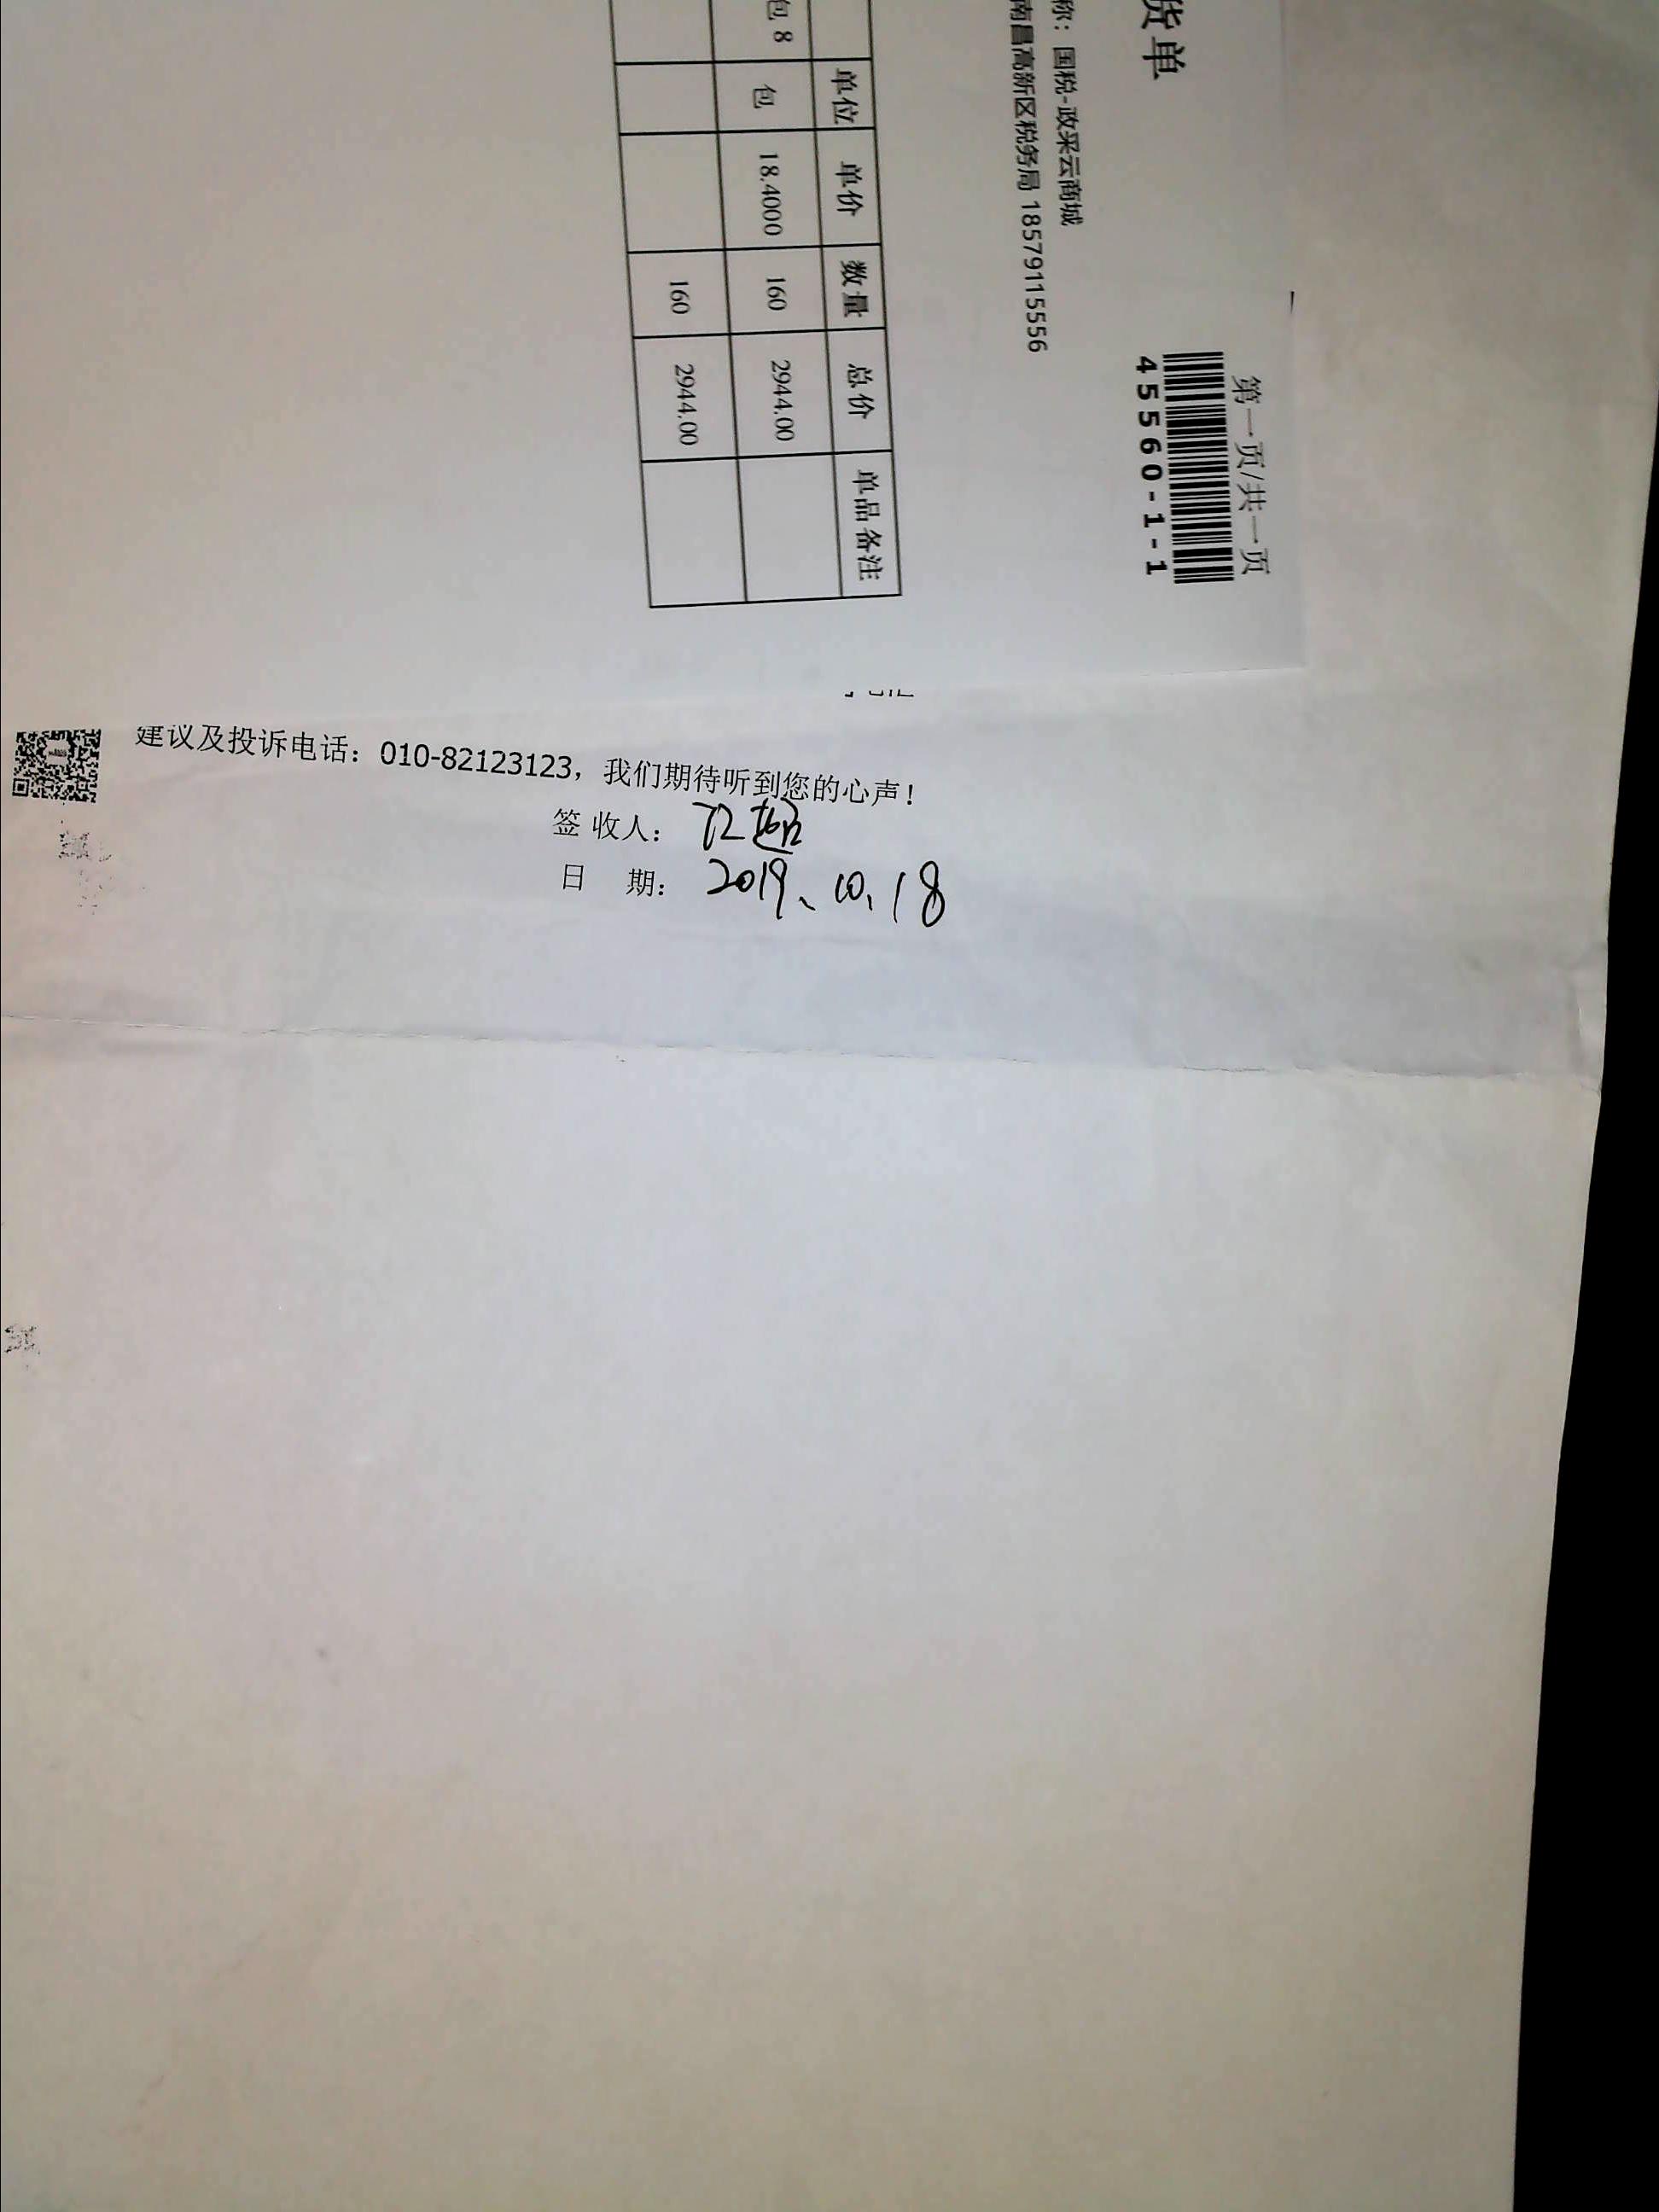 货单
第一页/共一页
45560-1-1
称：国税-政采云商城
南昌高新区税务局 18579115556
单位 单价 数量 总价 单品备注
包 8 包 18.4000 160 2944.00
160 2944.00
建议及投诉电话：010-82123123，我们期待听到您的心声！
签 收人：
日 期： 2019、10、18